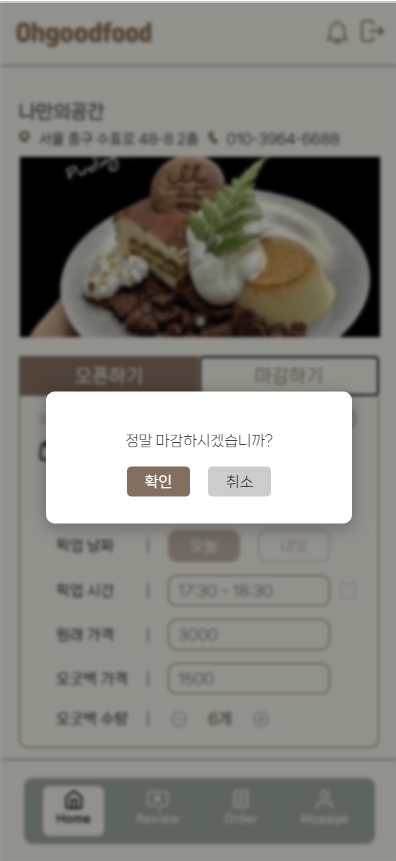 Ohgoodfood
나만의공간
서울 중구 수표로 48-8 2층 010-3964-6688
Puding
오픈하기 마감하기
정말 마감하시겠습니까?
확인 취소
픽업 날짜 | 오늘 내일
픽업 시간 | 17:30 - 18:30
원래 가격 | 3000
오굿백 가격 | 1500
오굿백 수량 | 6개
Home Review Order Mypage